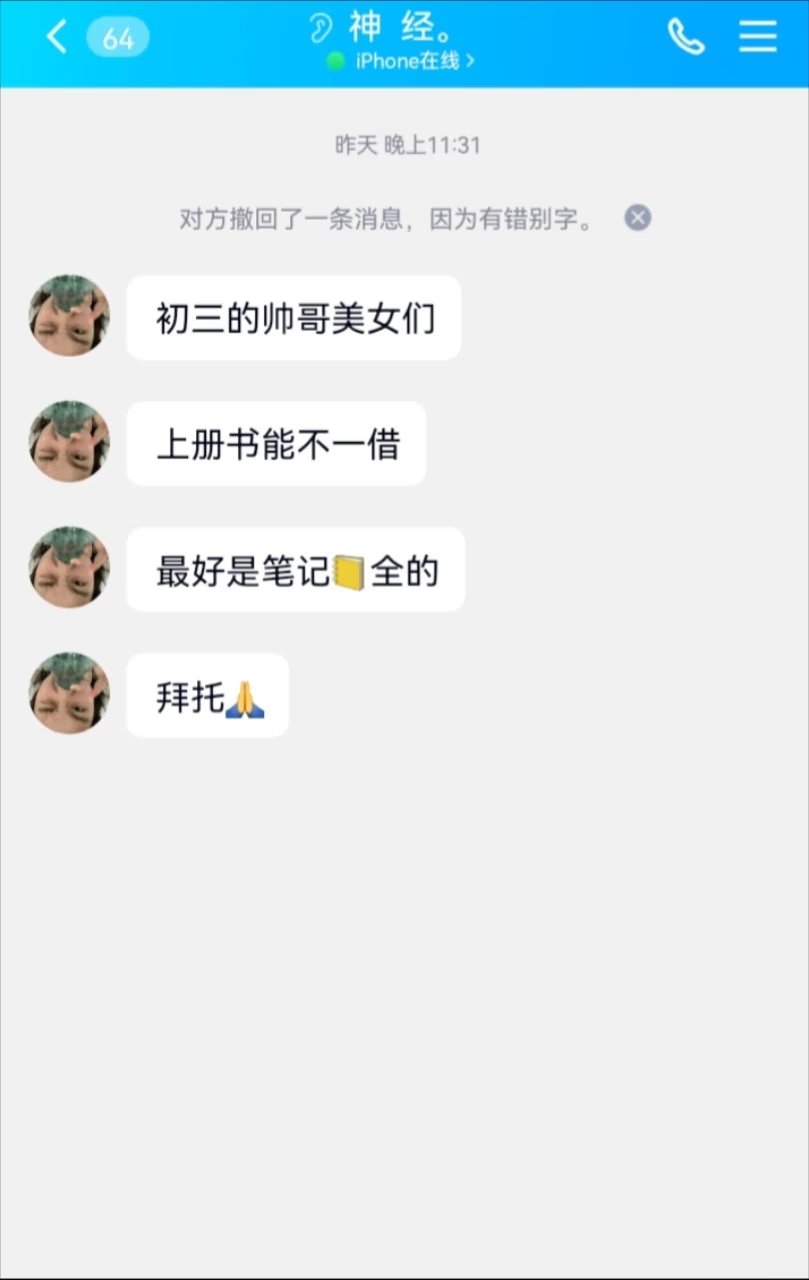 64
神 经。
iPhone在线
昨天 晚上11:31
对方撤回了一条消息，因为有错别字。
初三的帅哥美女们
上册书能不一借
最好是笔记📒全的
拜托🙏